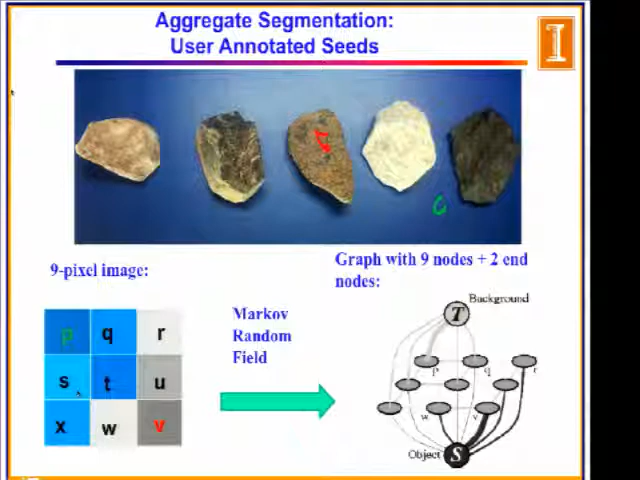 Aggregate Segmentation:
User Annotated Seeds
I
9-pixel image:
Graph with 9 nodes + 2 end
nodes:
p q r
s t u
x w v
Markov
Random
Field
Background
T
p q r
w v
Object S